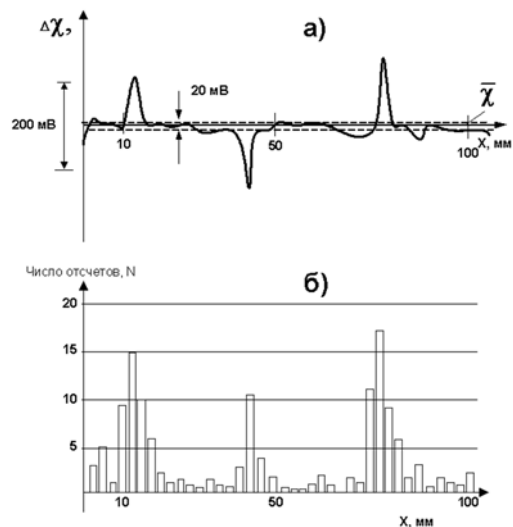 Δχ,
а)
20 мВ
χ̅
200 мВ
10
50
100
X, мм
Число отсчетов, N
б)
20
15
10
5
10
50
100
X, мм